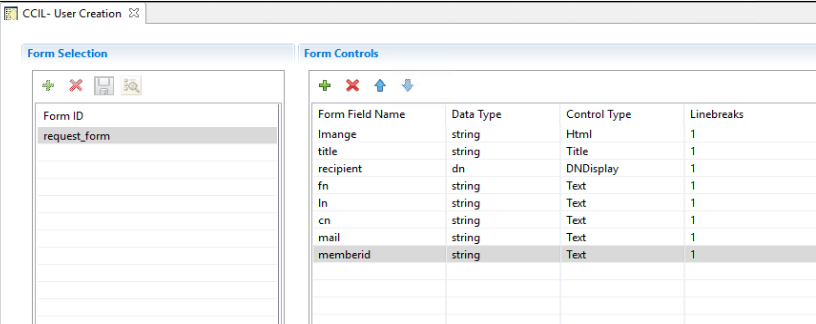 CCIL- User Creation
Form Selection
Form Controls
Form ID
request_form
Form Field Name Data Type Control Type Linebreaks
Imange string Html 1
title string Title 1
recipient dn DNDisplay 1
fn string Text 1
ln string Text 1
cn string Text 1
mail string Text 1
memberid string Text 1